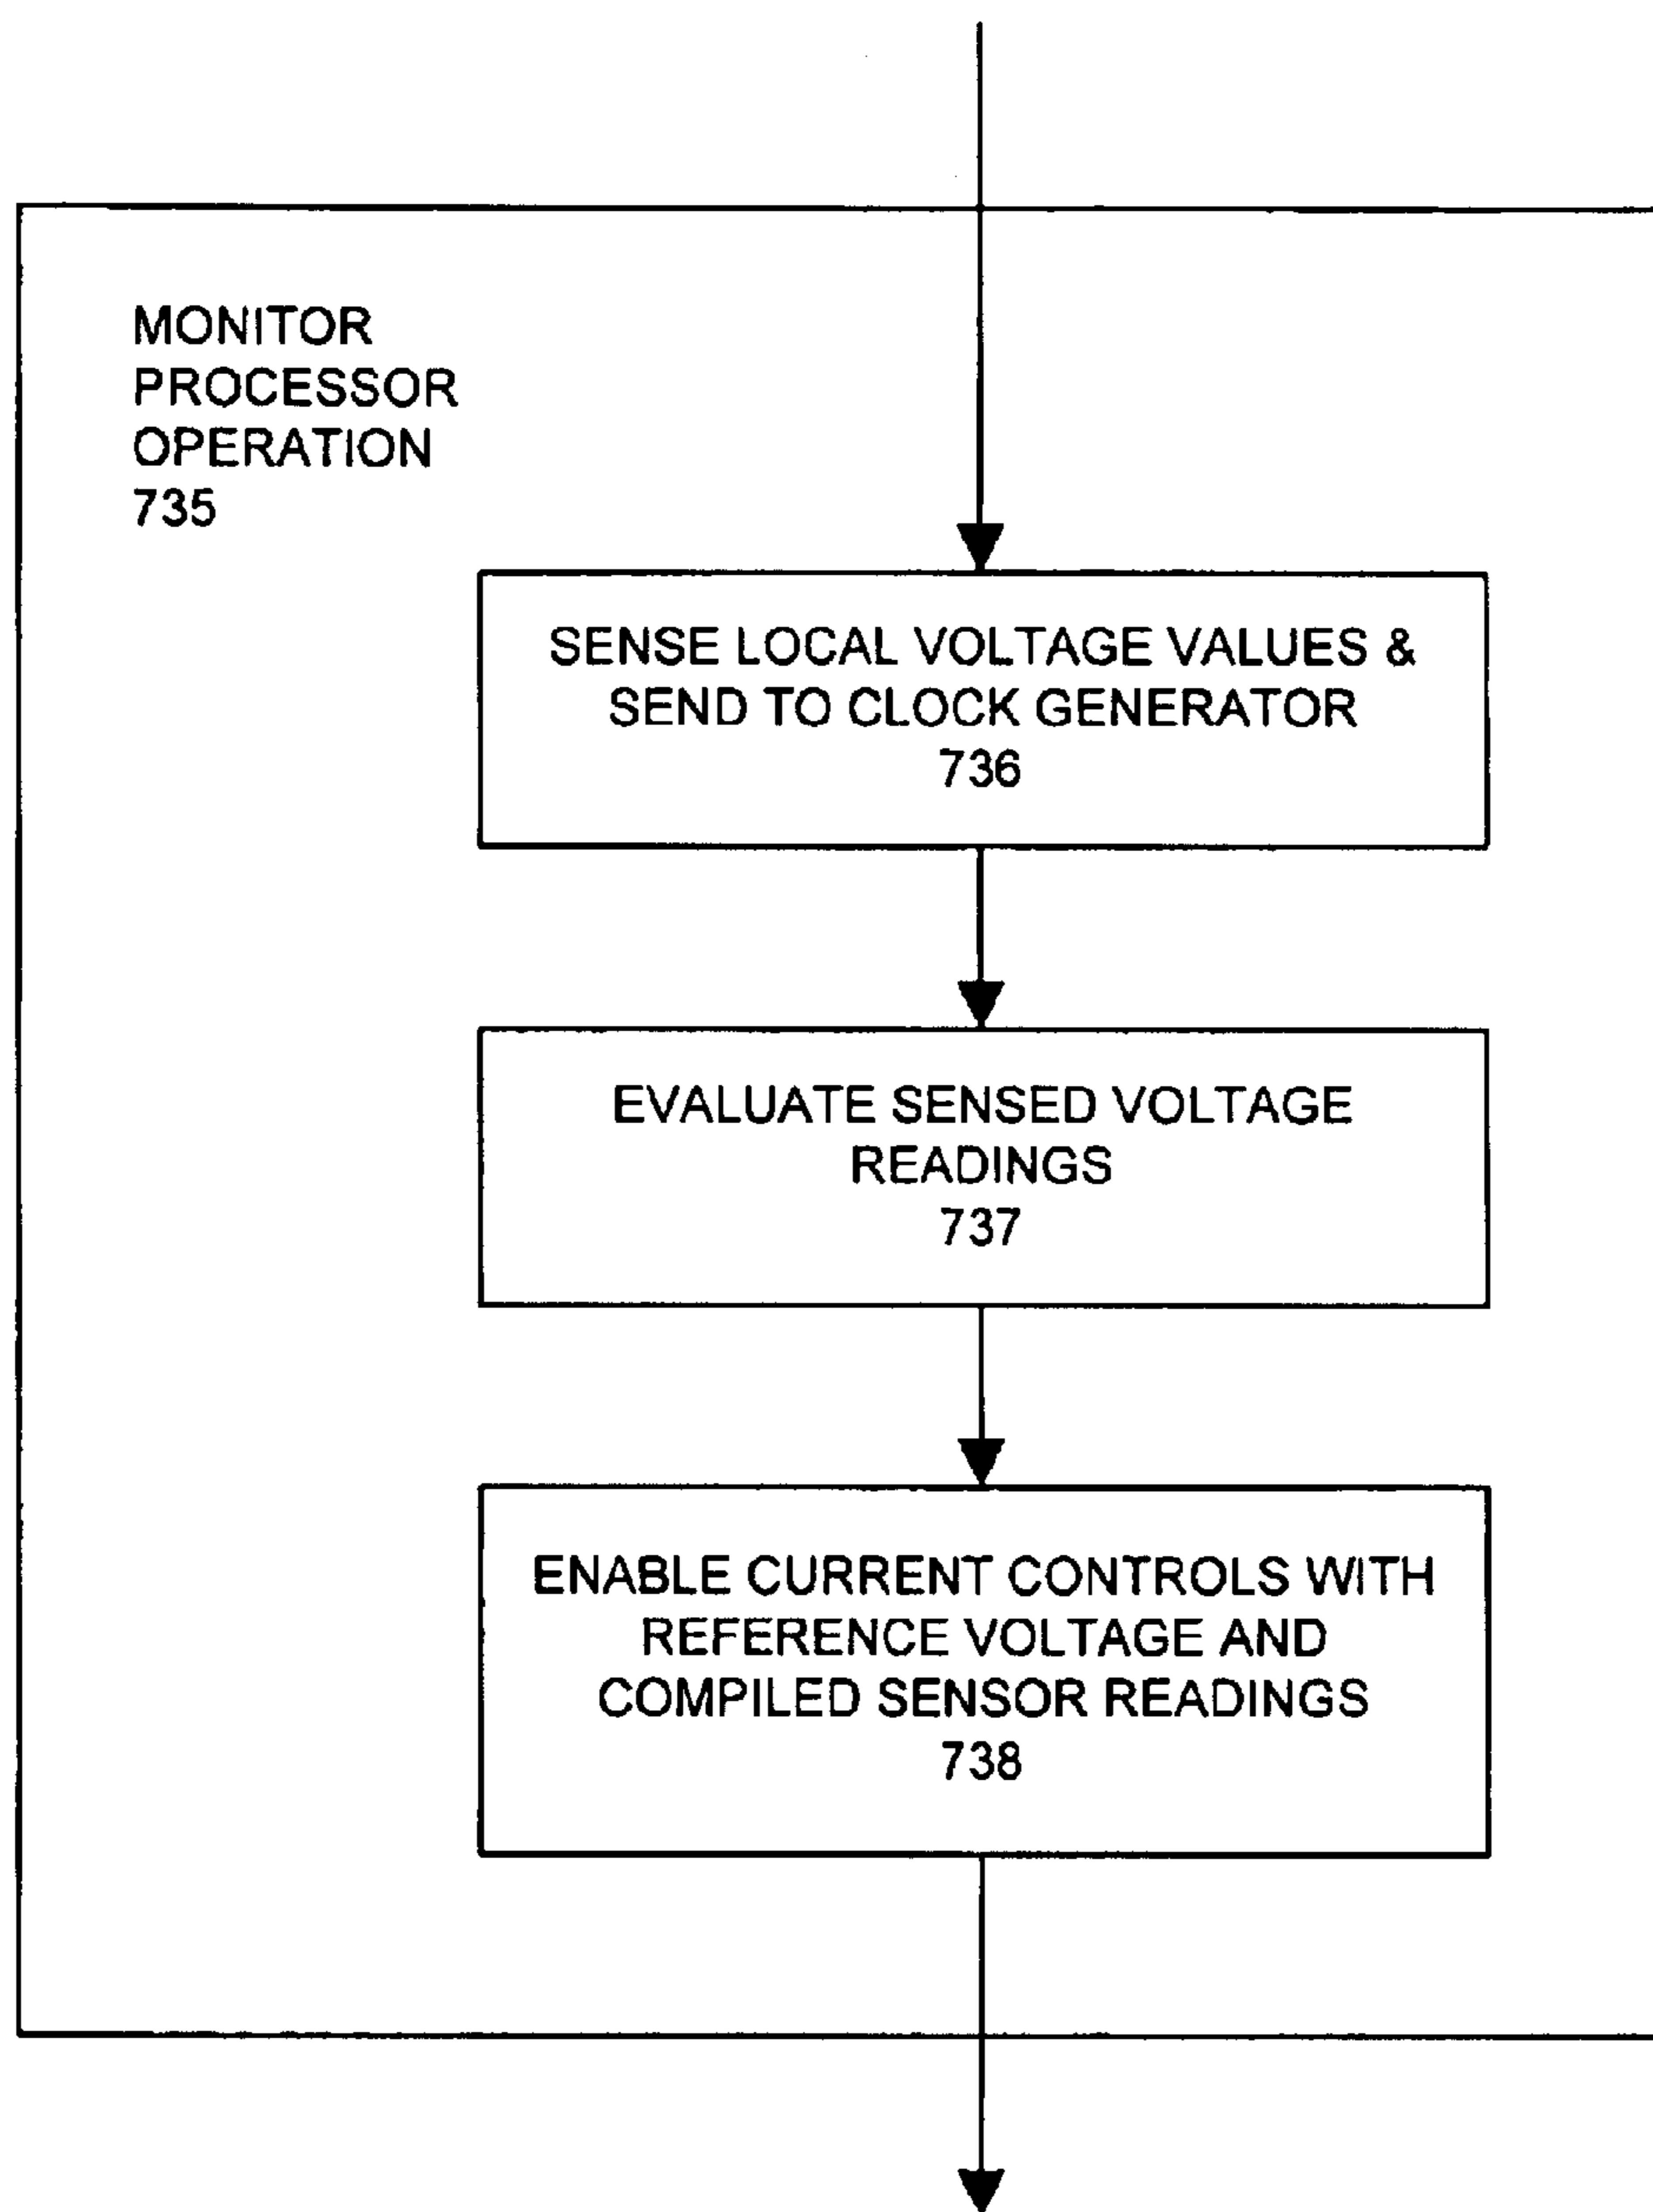 MONITOR
PROCESSOR
OPERATION
735
SENSE LOCAL VOLTAGE VALUES &
SEND TO CLOCK GENERATOR
736
EVALUATE SENSED VOLTAGE
READINGS
737
ENABLE CURRENT CONTROLS WITH
REFERENCE VOLTAGE AND
COMPILED SENSOR READINGS
738